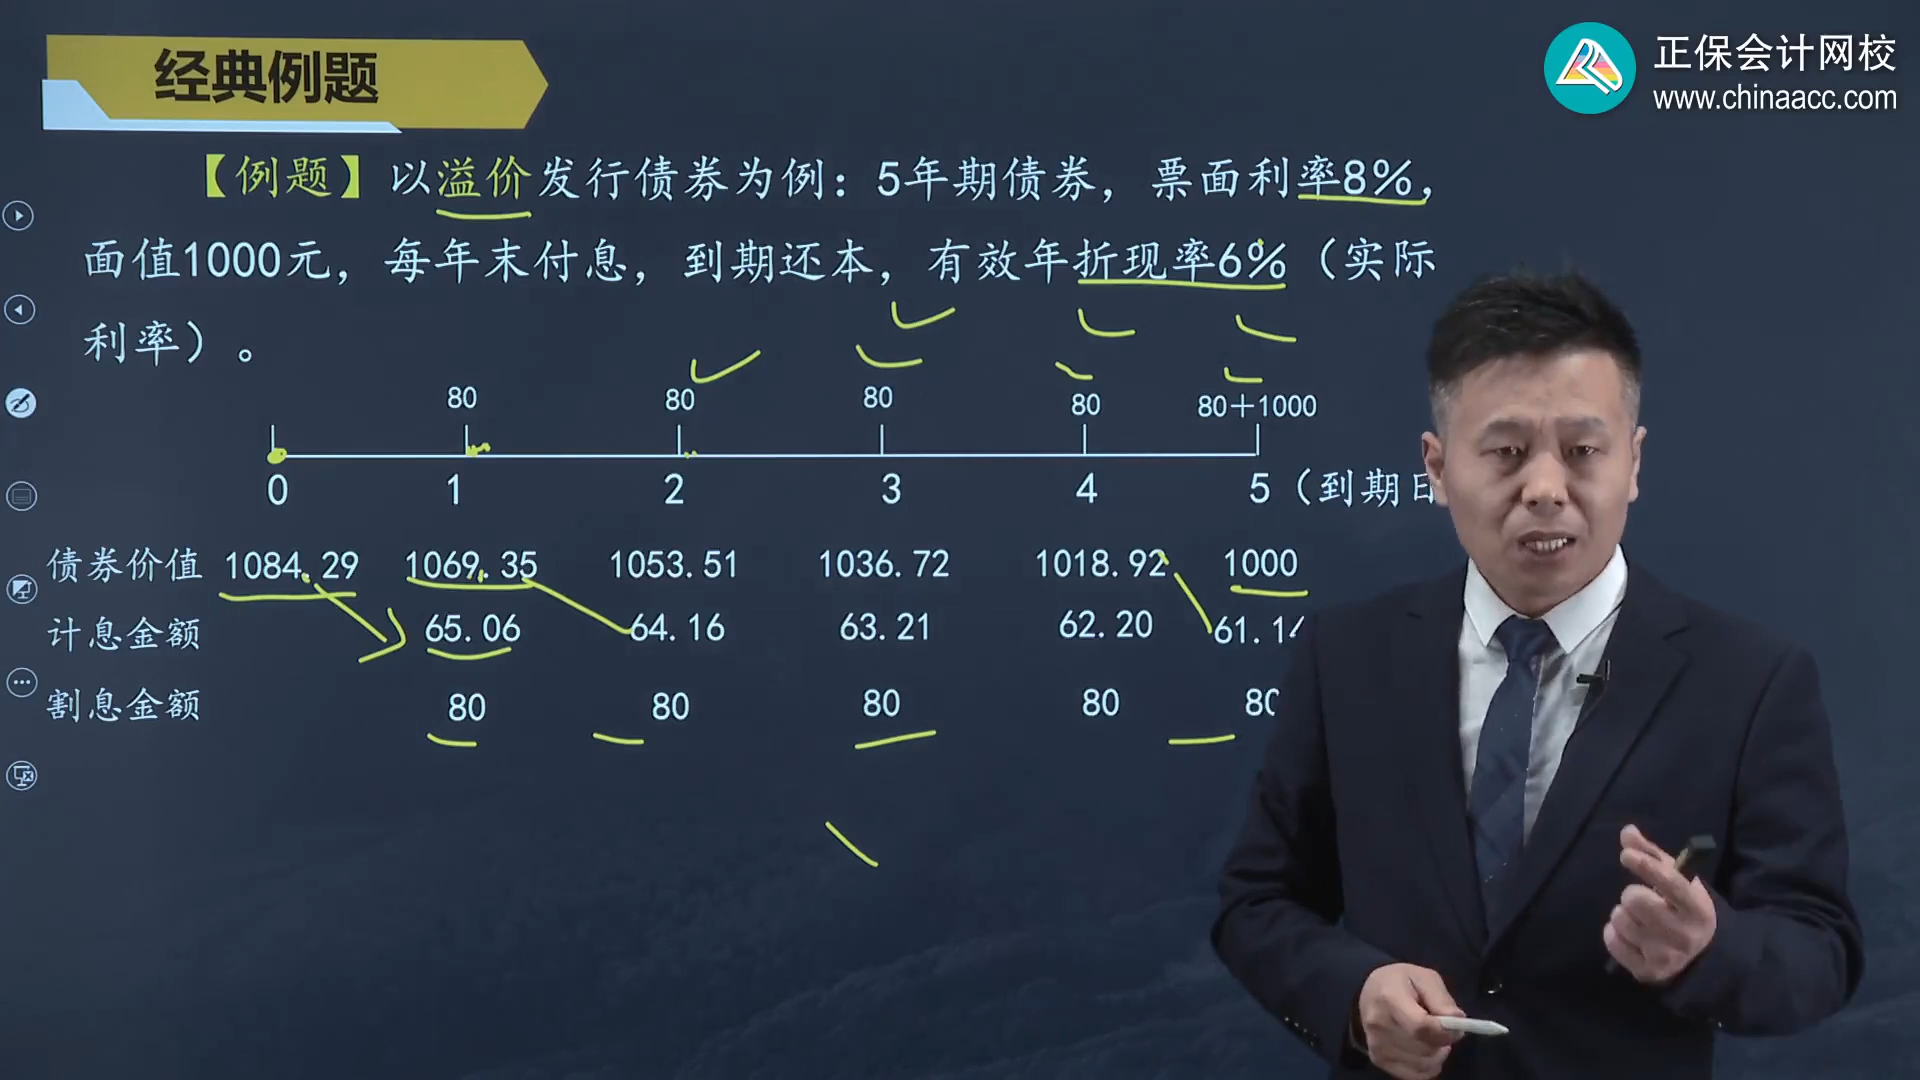 经典例题
正保会计网校
www.chinaacc.com
【例题】以溢价发行债券为例：5年期债券，票面利率8%，
面值1000元，每年末付息，到期还本，有效年折现率6%（实际
利率）。
80 80 80 80 80＋1000
0 1 2 3 4 5（到期日
债券价值 1084.29 1069.35 1053.51 1036.72 1018.92 1000
计息金额 65.06 64.16 63.21 62.20 61.14
割息金额 80 80 80 80 80